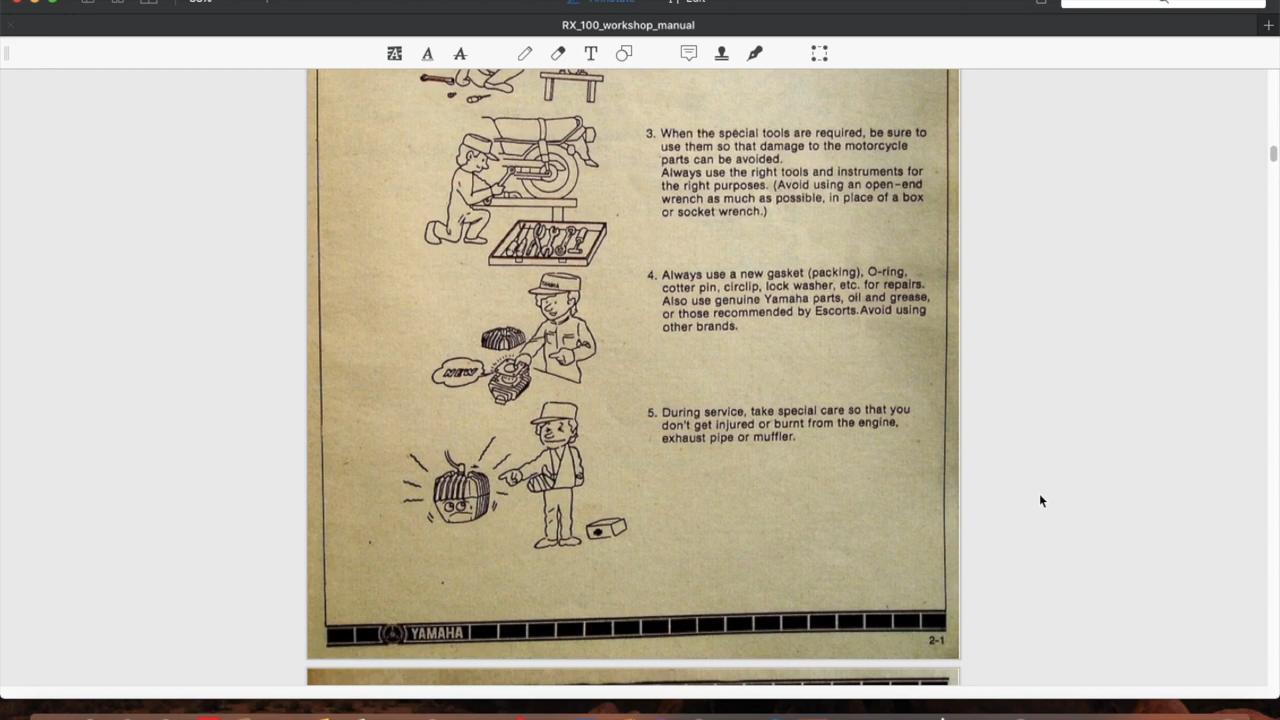 RX_100_workshop_manual
3. When the special tools are required, be sure to
use them so that damage to the motorcycle
parts can be avoided.
Always use the right tools and instruments for
the right purposes. (Avoid using an open-end
wrench as much as possible, in place of a box
or socket wrench.)
YAMAHA
4. Always use a new gasket (packing), O-ring,
cotter pin, circlip, lock washer, etc. for repairs.
Also use genuine Yamaha parts, oil and grease,
or those recommended by Escorts.Avoid using
other brands.
NEW
5. During service, take special care so that you
don't get injured or burnt from the engine,
exhaust pipe or muffler.
YAMAHA
2-1